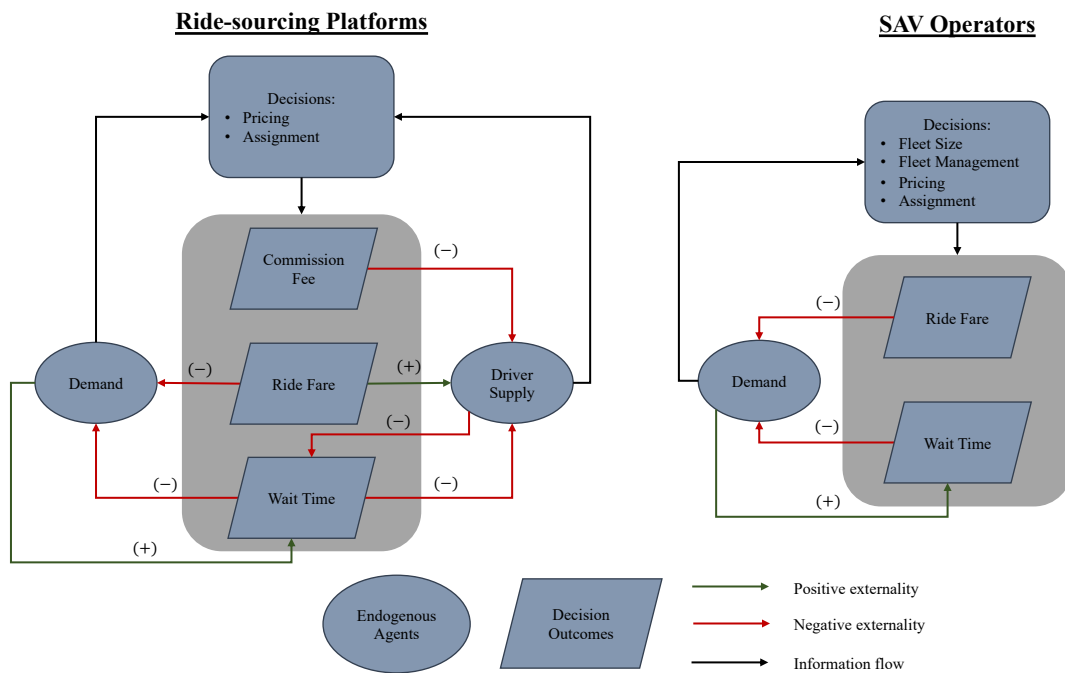 Ride-sourcing Platforms
Decisions:
• Pricing
• Assignment
Commission
Fee
(−)
Demand
(−)
Ride Fare
(+)
Driver
Supply
(−)
(−)
Wait Time
(−)
(+)
SAV Operators
Decisions:
• Fleet Size
• Fleet Management
• Pricing
• Assignment
(−)
Ride Fare
Demand
(−)
Wait Time
(+)
Endogenous
Agents
Decision
Outcomes
Positive externality
Negative externality
Information flow